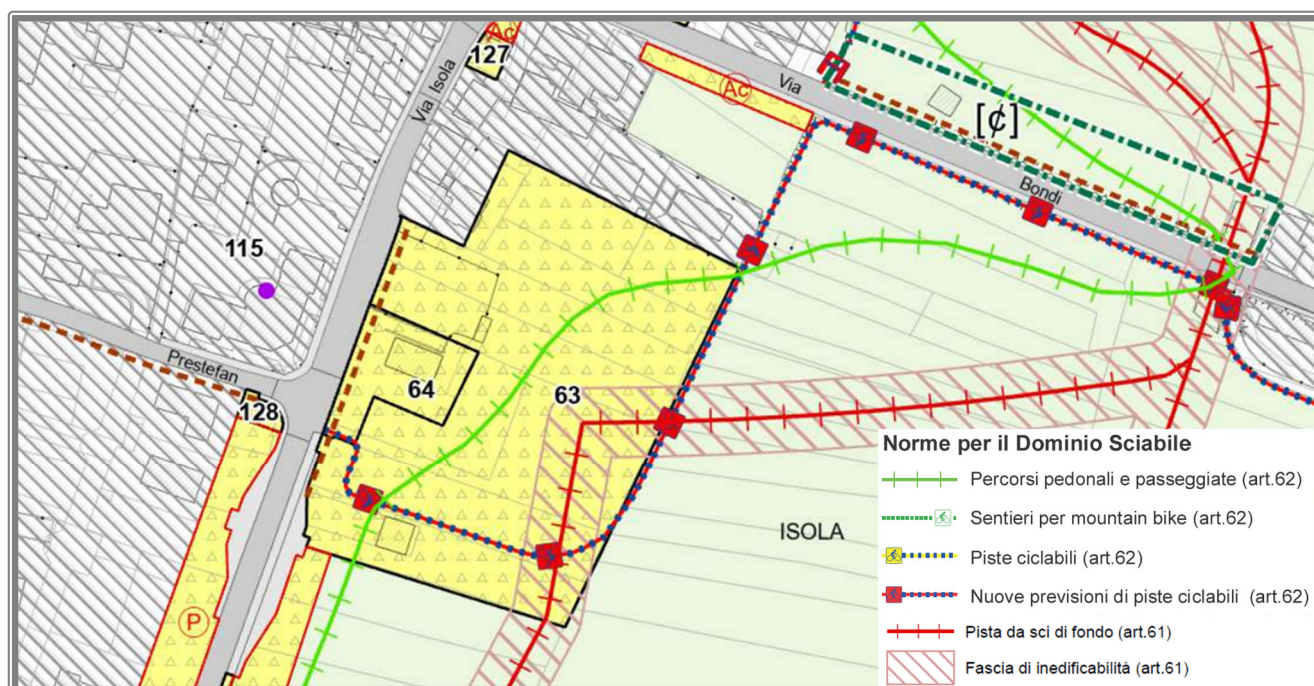 Ac
127
Via Isola
Ac
Via
[¢]
Bondi
115
Prestefan
64
63
128
ISOLA
P
Norme per il Dominio Sciabile
Percorsi pedonali e passeggiate (art.62)
Sentieri per mountain bike (art.62)
Piste ciclabili (art.62)
Nuove previsioni di piste ciclabili (art.62)
Pista da sci di fondo (art.61)
Fascia di inedificabilità (art.61)